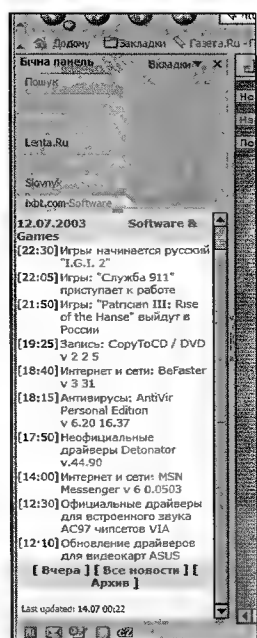 Додому Закладки Газета.Ru - Г
Бічна панель Вкладки X
Пошук
Lenta.Ru
Slovnyk
ixbt.com-Software
12.07.2003 Software &
Games
[22:30] Игры: начинается русский
"I.G.I. 2"
[22:05] Игры: "Служба 911"
приступает к работе
[21:50] Игры: "Patrician III: Rise
of the Hanse" выйдут в
России
[19:25] Запись: CopyToCD / DVD
v 2 2 5
[18:40] Интернет и сети: BeFaster
v 3 31
[18:15] Антивирусы: AntiVir
Personal Edition
v 6.20 16.37
[17:50] Неофициальные
драйверы Detonator
v.44.90
[14:00] Интернет и сети: MSN
Messenger v 6 0.0503
[12:30] Официальные драйверы
для встроенного звука
AC97 чипсетов VIA
[12:10] Обновление драйверов
для видеокарт ASUS
[ Вчера ] [ Все новости ] [
Архив ]
Last updated: 14.07 00:22